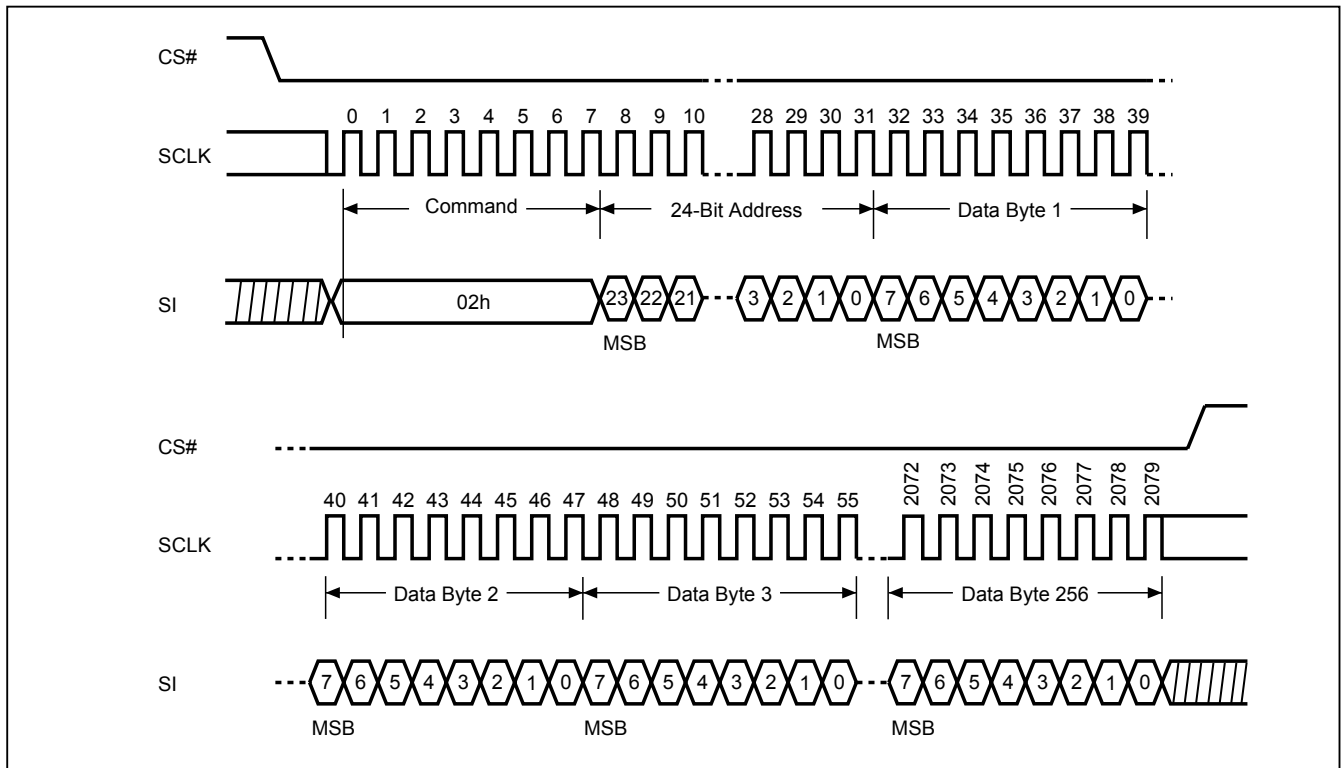 CS#
0 1 2 3 4 5 6 7 8 9 10 28 29 30 31 32 33 34 35 36 37 38 39
SCLK
Command 24-Bit Address Data Byte 1
SI 02h 23 22 21 3 2 1 0 7 6 5 4 3 2 1 0
MSB MSB
CS#
40 41 42 43 44 45 46 47 48 49 50 51 52 53 54 55 2072 2073 2074 2075 2076 2077 2078 2079
SCLK
Data Byte 2 Data Byte 3 Data Byte 256
SI 7 6 5 4 3 2 1 0 7 6 5 4 3 2 1 0 7 6 5 4 3 2 1 0
MSB MSB MSB